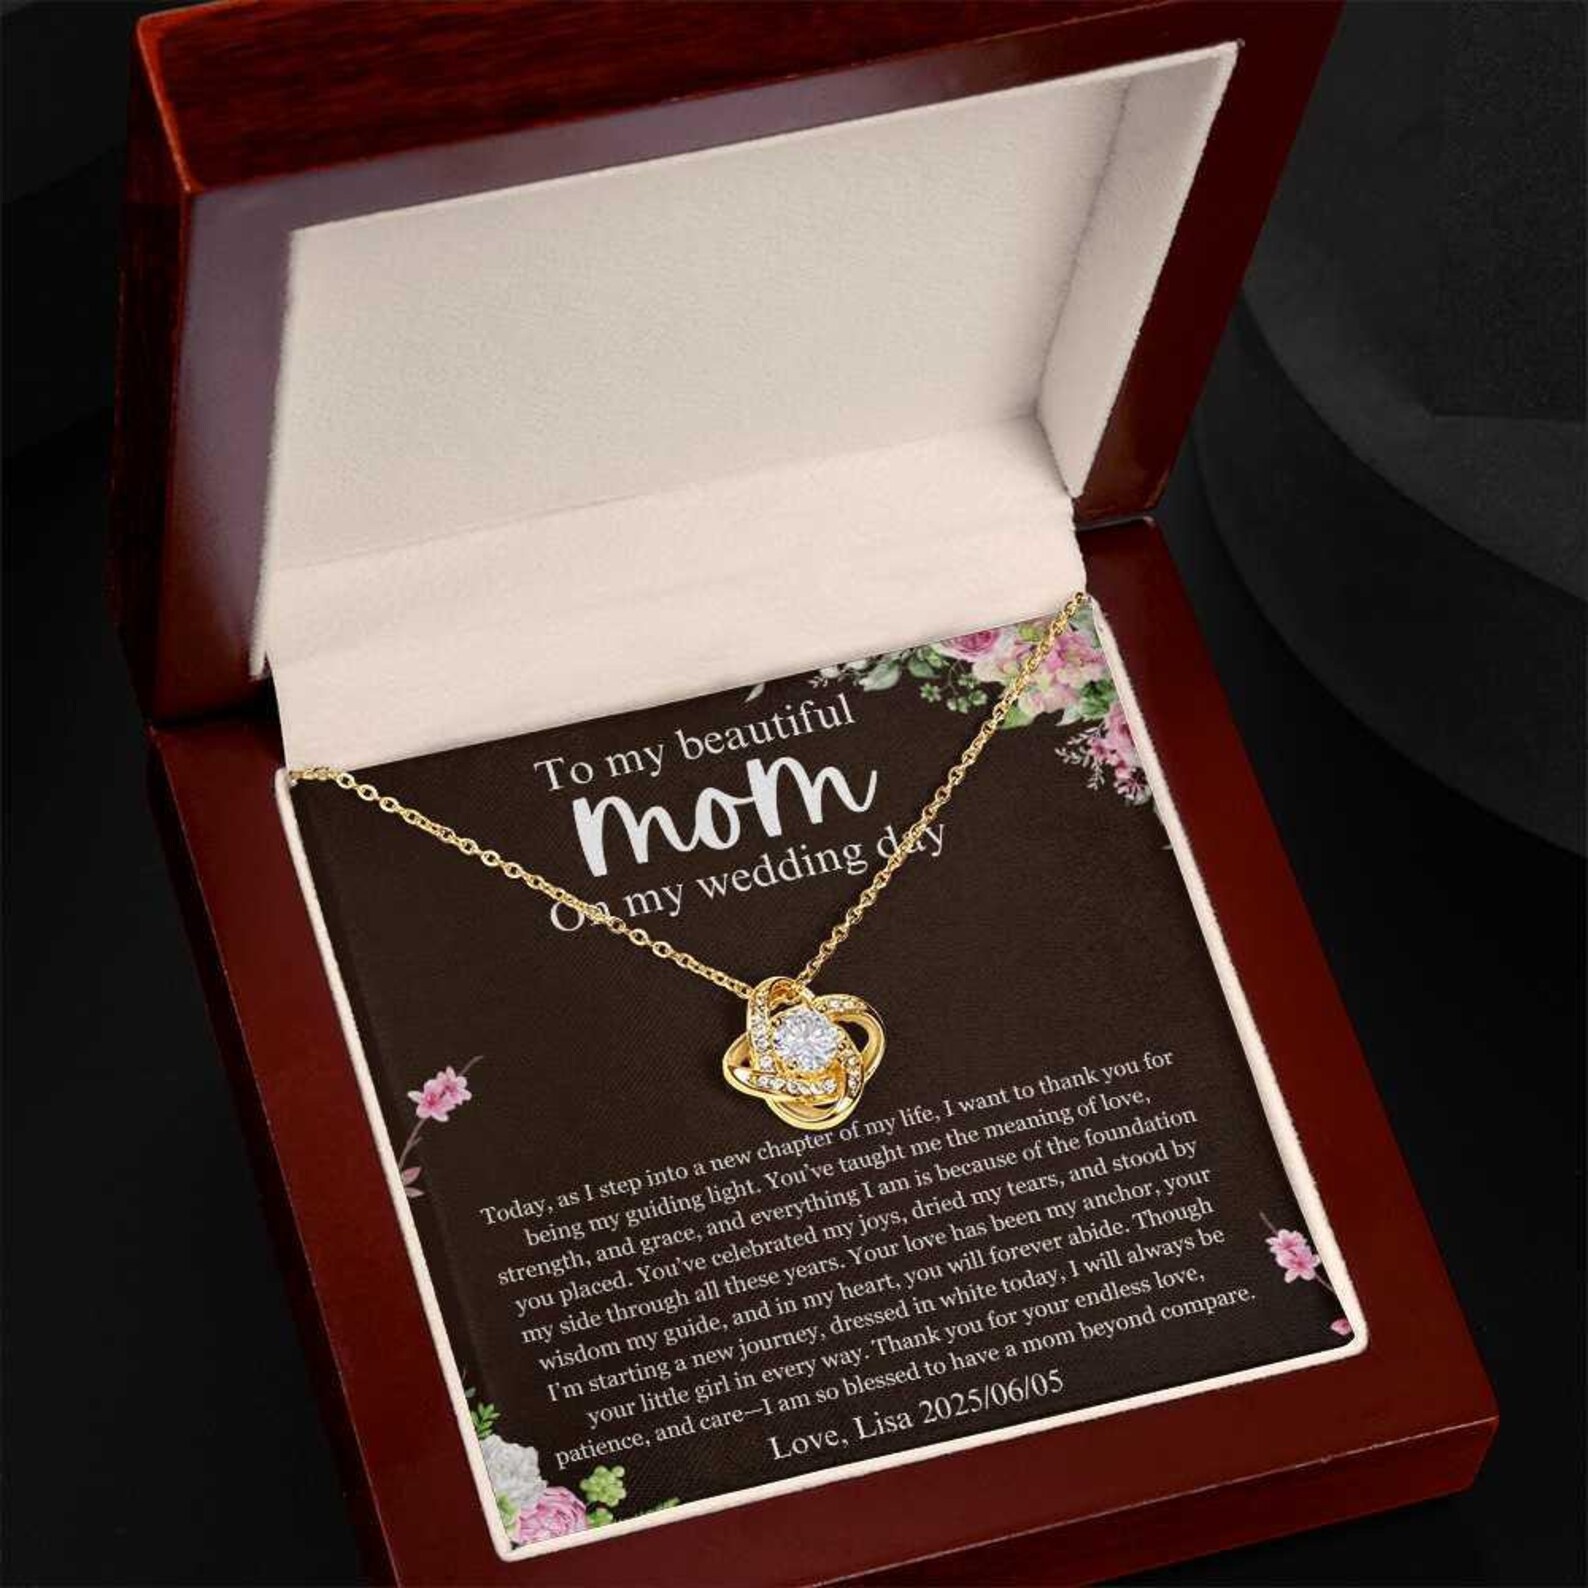 To my beautiful
mom
On my wedding day
Today, as I step into a new chapter of my life, I want to thank you for
being my guiding light. You've taught me the meaning of love,
strength, and grace, and everything I am is because of the foundation
you placed. You've celebrated my joys, dried my tears, and stood by
my side through all these years. Your love has been my anchor, your
wisdom my guide, and in my heart, you will forever abide. Though
I'm starting a new journey, dressed in white today, I will always be
your little girl in every way. Thank you for your endless love,
patience, and care—I am so blessed to have a mom beyond compare.
Love, Lisa 2025/06/05